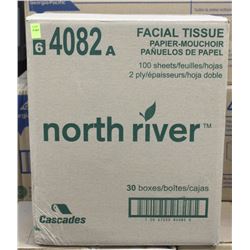 6 4082 A
FACIAL TISSUE
PAPIER-MOUCHOIR
PAÑUELOS DE PAPEL
100 sheets/feuilles/hojas
2 ply/épaisseurs/hoja doble
north river™
30 boxes/boîtes/cajas
Cascades